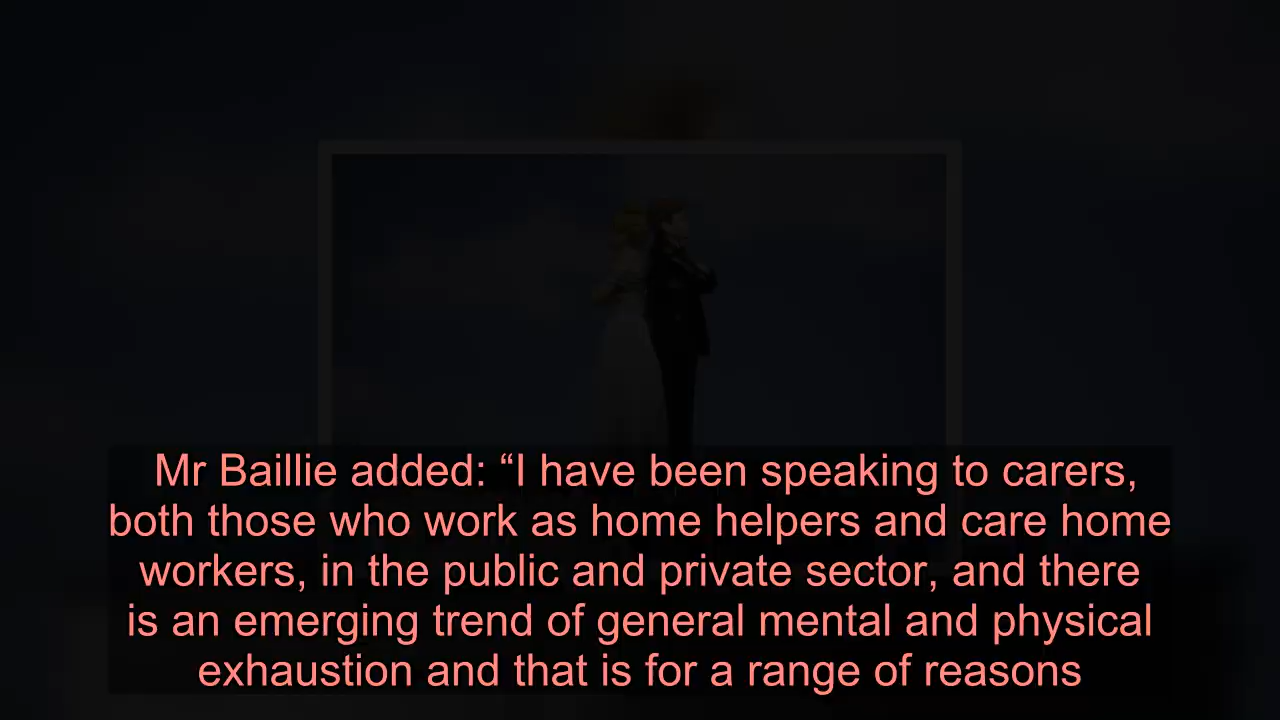 Mr Baillie added: “I have been speaking to carers,
both those who work as home helpers and care home
workers, in the public and private sector, and there
is an emerging trend of general mental and physical
exhaustion and that is for a range of reasons